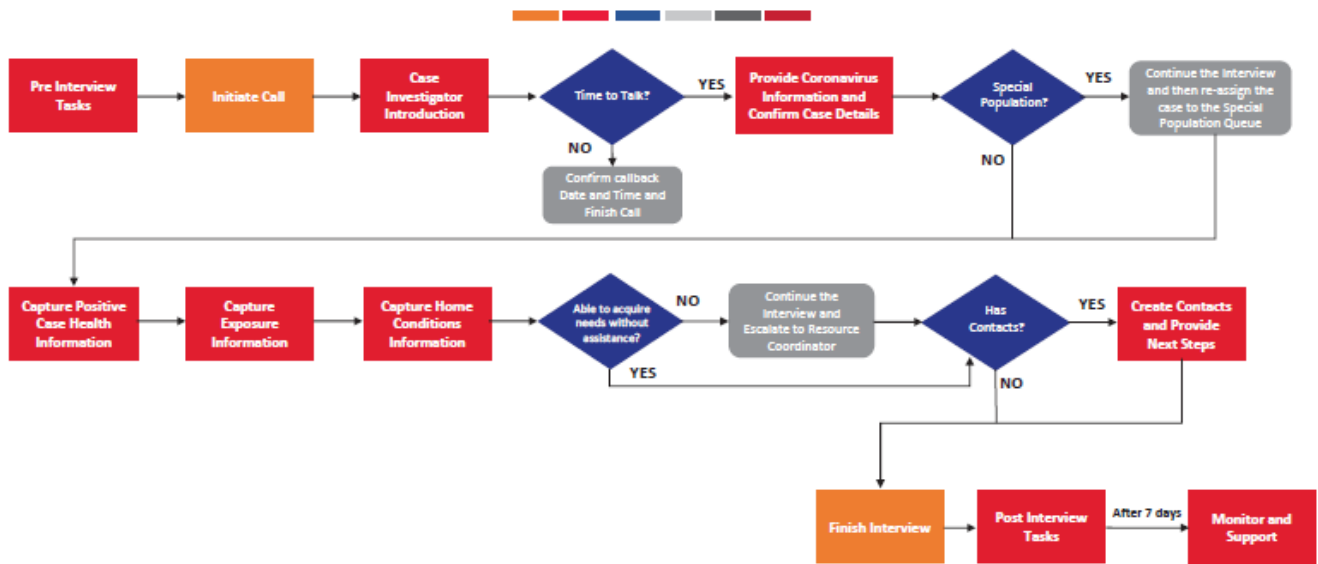 Pre Interview
Tasks
Initiate Call
Case
Investigator
Introduction
Time to Talk?
YES
Provide Coronavirus
Information and
Confirm Case Details
Special
Population?
YES
Continue the Interview
and then re-assign the
case to the Special
Population Queue
NO
Confirm callback
Date and Time and
Finish Call
NO
Capture Positive
Case Health
Information
Capture
Exposure
Information
Capture Home
Conditions
Information
Able to acquire
needs without
assistance?
NO
Continue the
Interview and
Escalate to Resource
Coordinator
Has
Contacts?
YES
Create Contacts
and Provide
Next Steps
YES
NO
Finish Interview
Post Interview
Tasks
After 7 days
Monitor and
Support